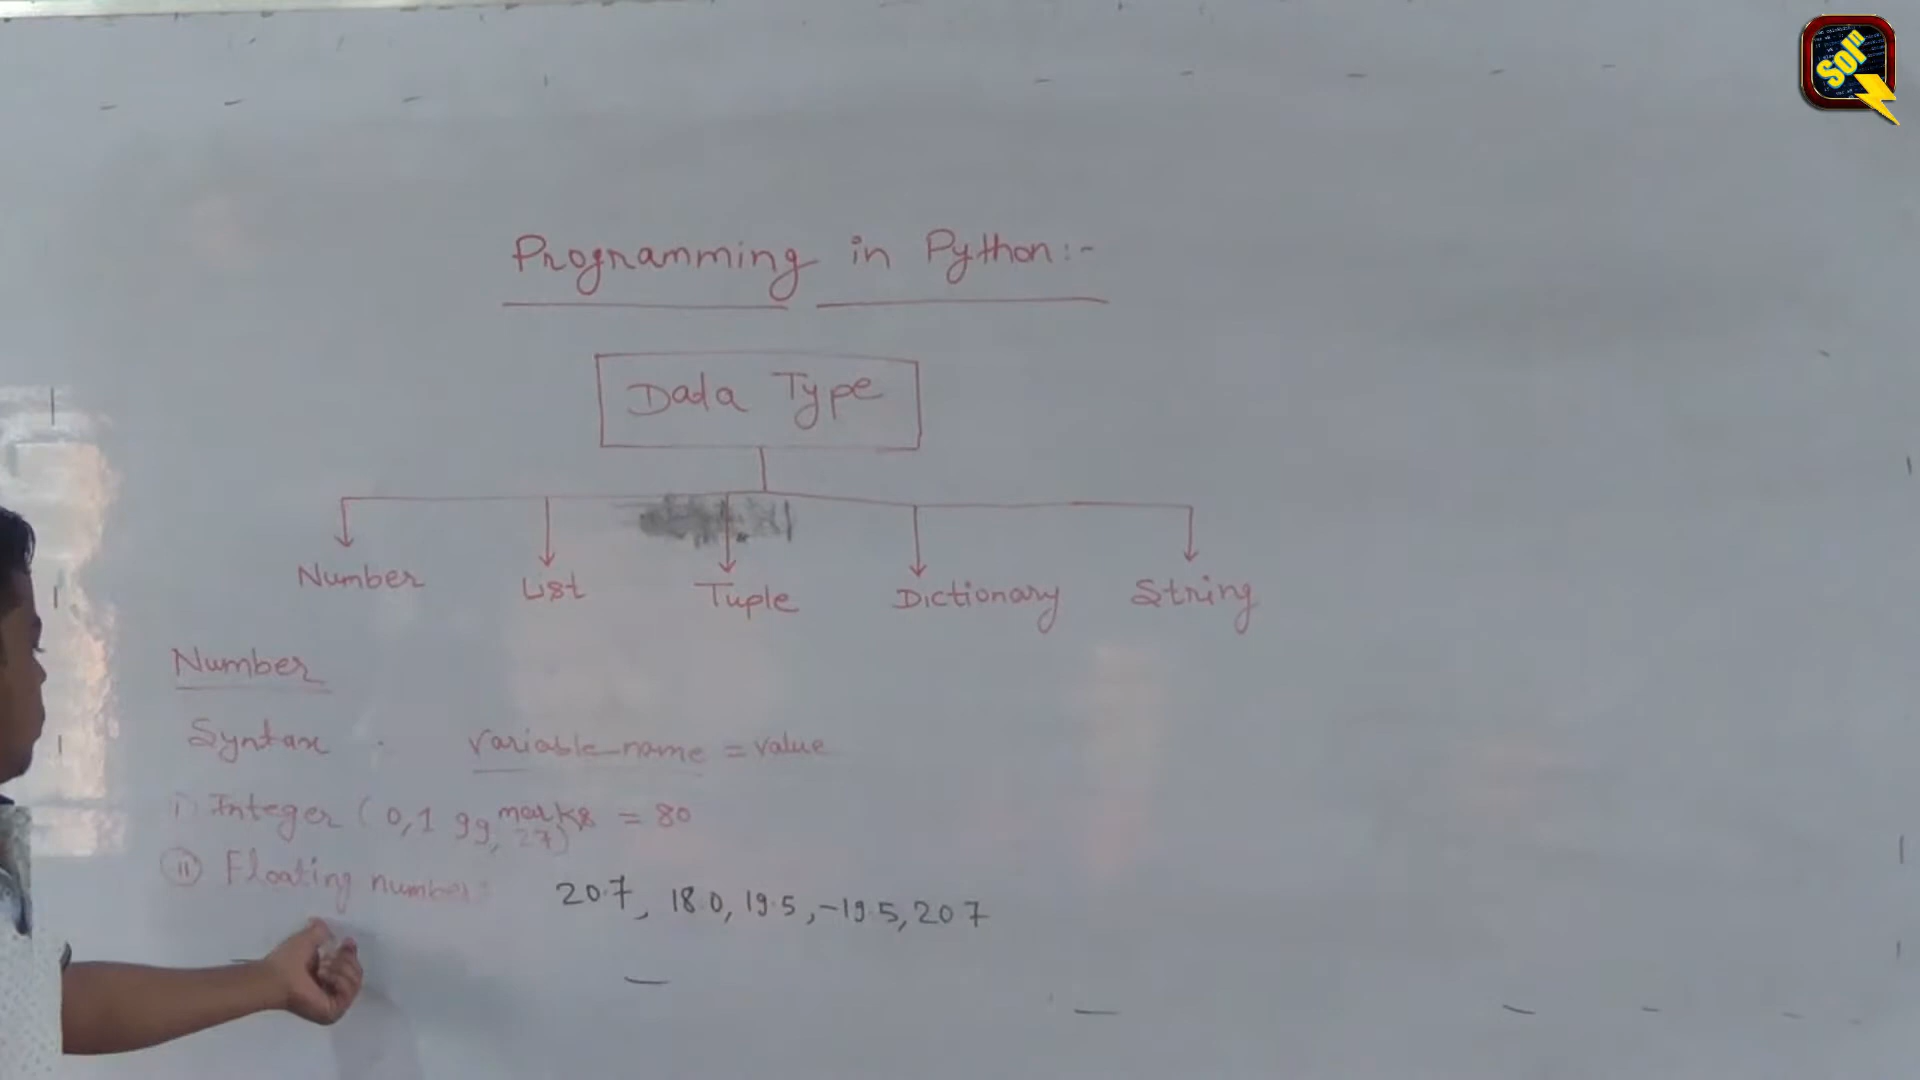 Solⁿ
Programming in Python:-
Data Type
Number List Tuple Dictionary String
Number
Syntax - variable_name = value
i) Integer (0,1 99, 27) marks = 80
ii) Floating number: 20.7, 18.0, 19.5, -19.5, 20.7